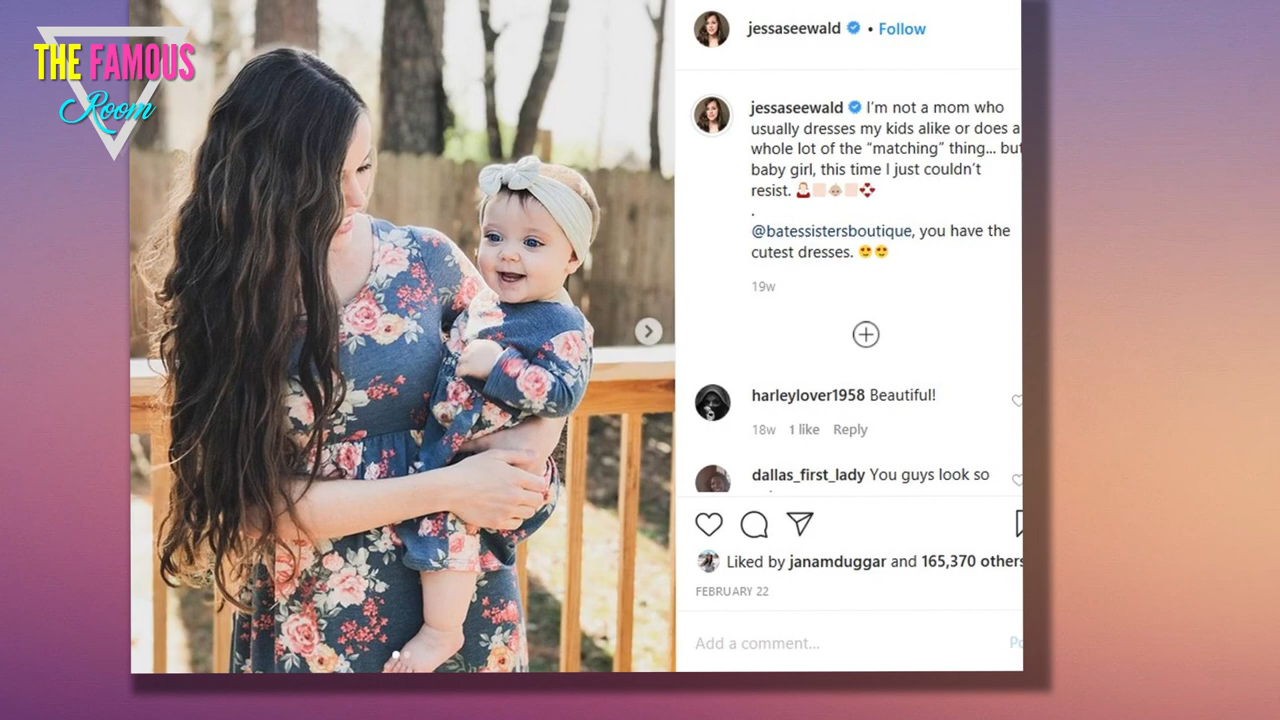 THE FAMOUS
Room
jessaseewald • Follow
jessaseewald I'm not a mom who
usually dresses my kids alike or does a
whole lot of the "matching" thing... but
baby girl, this time I just couldn't
resist.
.
@batessistersboutique, you have the
cutest dresses.
19w
harleylover1958 Beautiful!
18w 1 like Reply
dallas_first_lady You guys look so
Liked by janamduggar and 165,370 others
FEBRUARY 22
Add a comment...